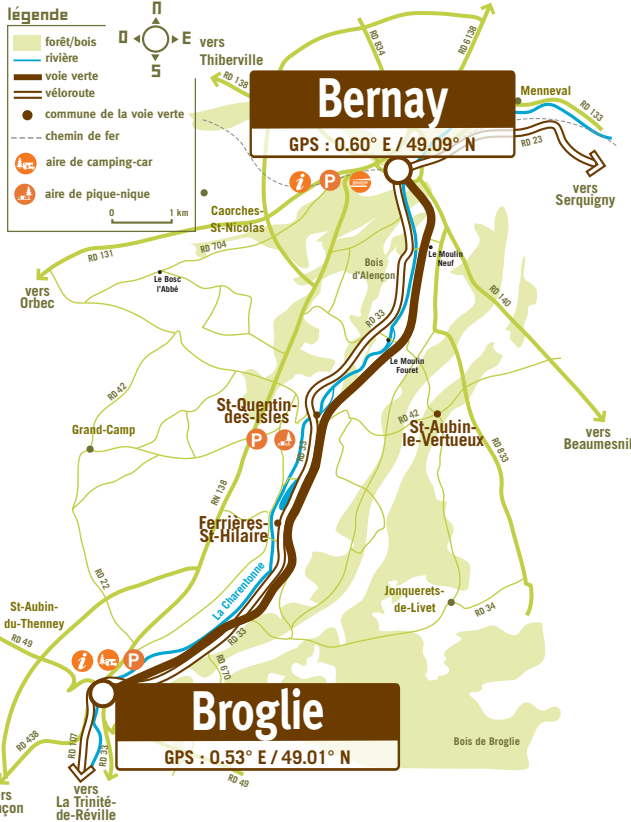 légende
forêt/bois
rivière
voie verte
véloroute
commune de la voie verte
chemin de fer
aire de camping-car
aire de pique-nique
0 1 km
n
O E
S
vers
Thiberville
RD 138
RD 834
RD 6138
Bernay
GPS : 0.60° E / 49.09° N
Menneval
RD 133
RD 23
vers
Serquigny
i P
Caorches-
St-Nicolas
RD 704
RD 131
vers
Orbec
Le Bosc
l'Abbé
Bois
d'Alençon
Le Moulin
Neuf
RD 140
RD 33
Le Moulin
Fouret
RD 42
Grand-Camp
St-Quentin-
des-Isles
P
RD 33
RD 42
St-Aubin-
le-Vertueux
RD 833
vers
Beaumesnil
RN 138
Ferrières-
St-Hilaire
RD 22
La Charentonne
Jonquerets-
de-Livet
RD 34
St-Aubin-
du-Thenney
RD 49
RD 33
RD 670
i P
Broglie
GPS : 0.53° E / 49.01° N
Bois de Broglie
RD 438
RD 107
RD 33
RD 49
vers
La Trinité-
de-Réville